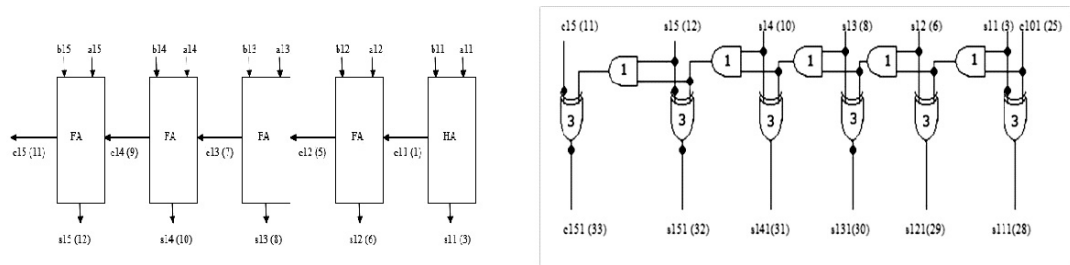 b15 a15 b14 a14 b13 a13 b12 a12 b11 a11
FA FA FA FA HA
c15 (11) c14 (9) c13 (7) c12 (5) c11 (1)
s15 (12) s14 (10) s13 (8) s12 (6) s11 (3)
c15 (11) s15 (12) s14 (10) s13 (8) s12 (6) s11 (3) c101 (25)
1 1 1 1 1
3 3 3 3 3 3
c151 (33) s151 (32) s141(31) s131(30) s121(29) s111(28)